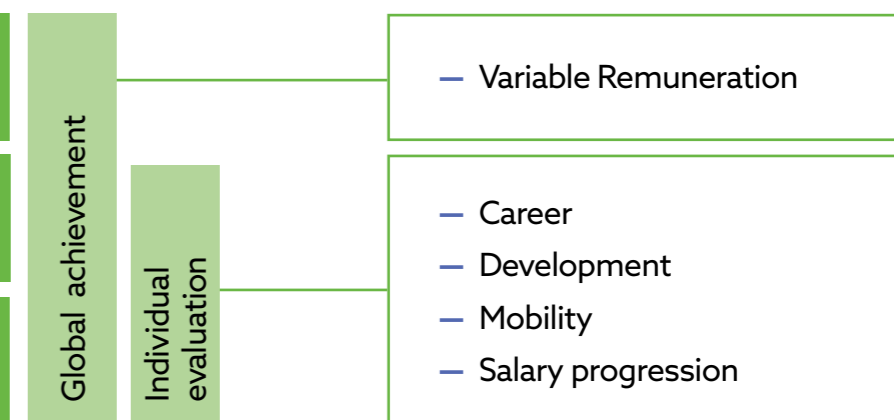 Global achievement
Individual
evaluation
— Variable Remuneration
— Career
— Development
— Mobility
— Salary progression